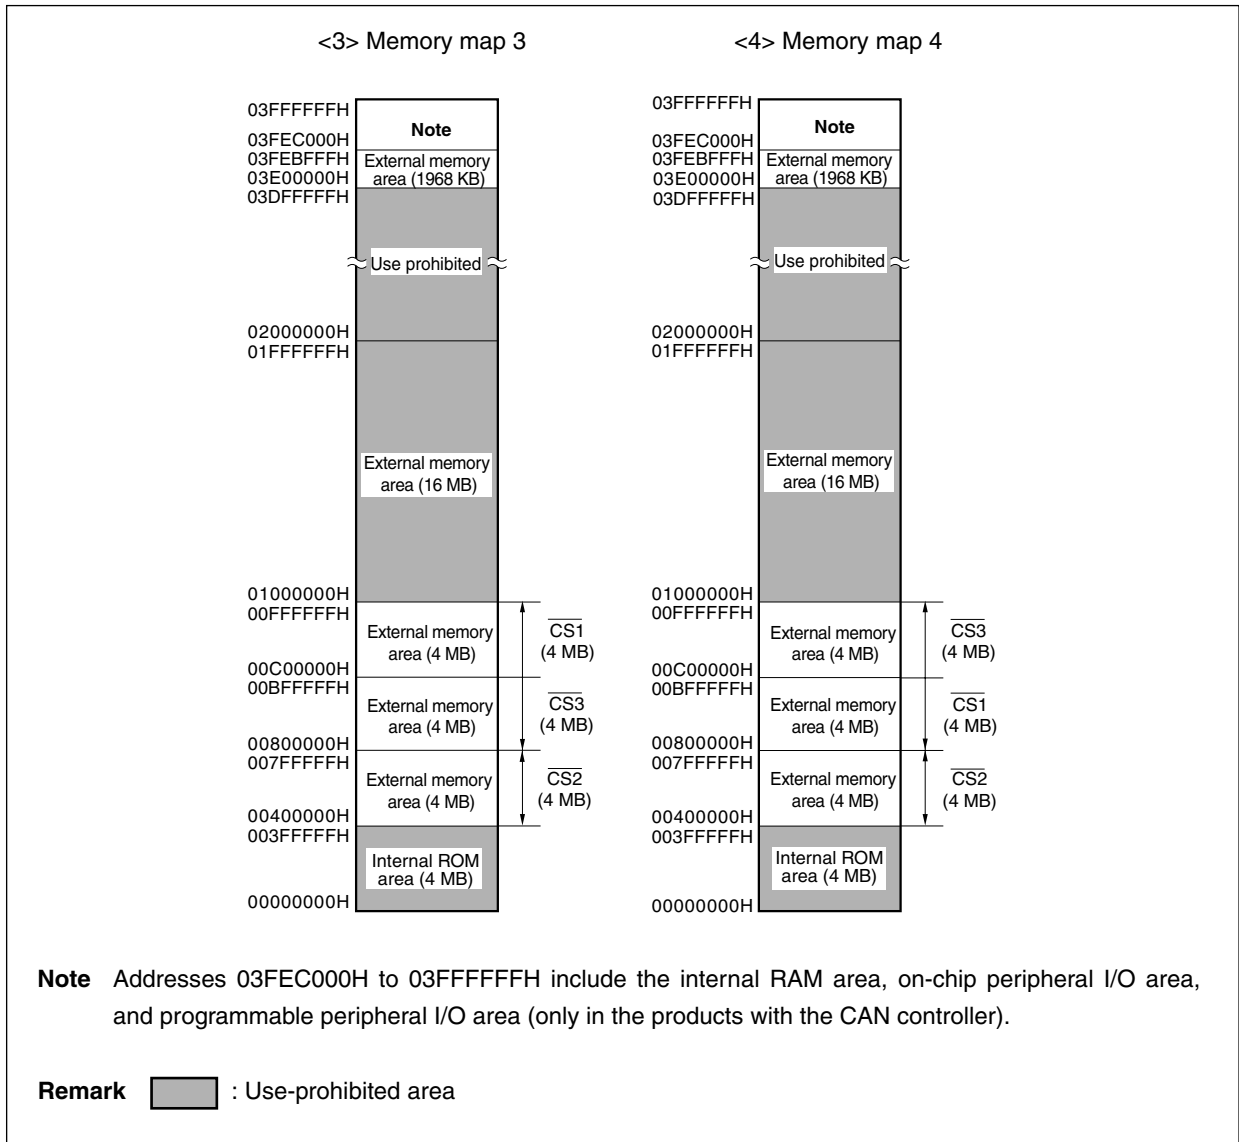 <3> Memory map 3
03FFFFFFH
Note
03FEC000H
03FEBFFFH
External memory
area (1968 KB)
03E00000H
03DFFFFFH
Use prohibited
02000000H
01FFFFFFH
External memory
area (16 MB)
01000000H
00FFFFFFH
External memory
area (4 MB)
CS1
(4 MB)
00C00000H
00BFFFFFH
External memory
area (4 MB)
CS3
(4 MB)
00800000H
007FFFFFH
External memory
area (4 MB)
CS2
(4 MB)
00400000H
003FFFFFH
Internal ROM
area (4 MB)
00000000H
<4> Memory map 4
03FFFFFFH
Note
03FEC000H
03FEBFFFH
External memory
area (1968 KB)
03E00000H
03DFFFFFH
Use prohibited
02000000H
01FFFFFFH
External memory
area (16 MB)
01000000H
00FFFFFFH
External memory
area (4 MB)
CS3
(4 MB)
00C00000H
00BFFFFFH
External memory
area (4 MB)
CS1
(4 MB)
00800000H
007FFFFFH
External memory
area (4 MB)
CS2
(4 MB)
00400000H
003FFFFFH
Internal ROM
area (4 MB)
00000000H
Note Addresses 03FEC000H to 03FFFFFFH include the internal RAM area, on-chip peripheral I/O area,
and programmable peripheral I/O area (only in the products with the CAN controller).
Remark : Use-prohibited area